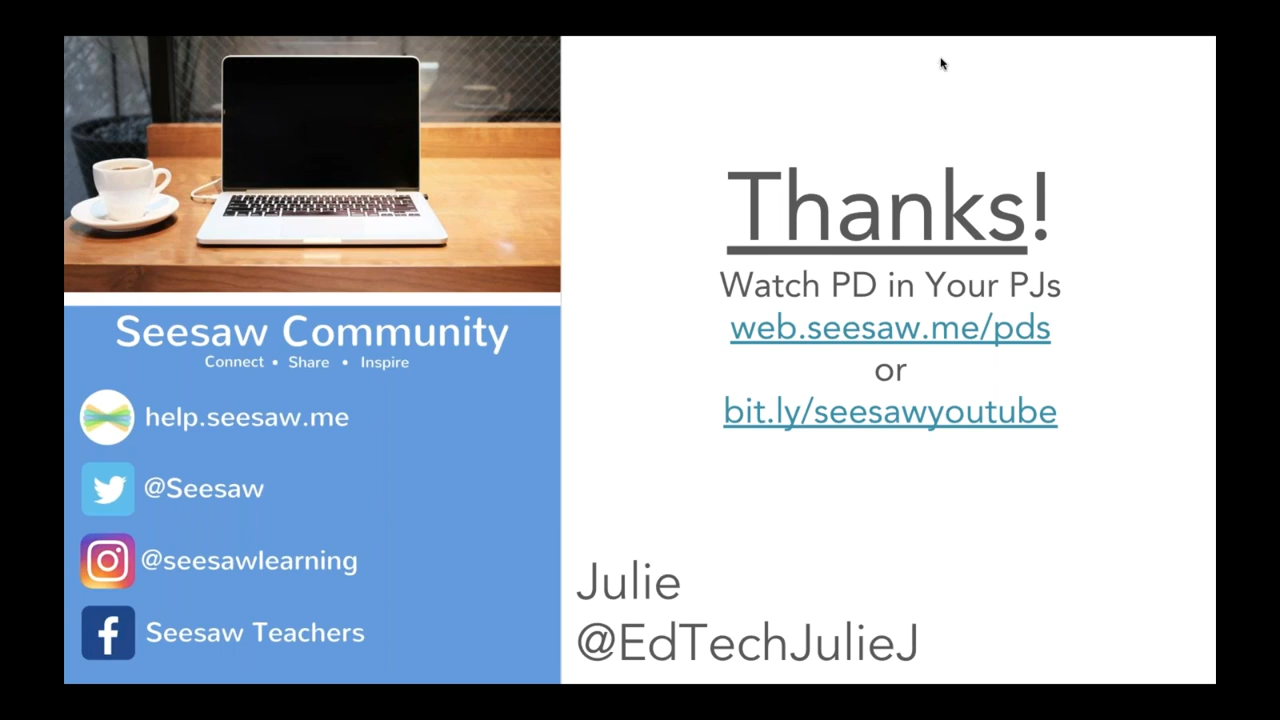 Seesaw Community
Connect • Share • Inspire
help.seesaw.me
@Seesaw
@seesawlearning
Seesaw Teachers
Thanks!
Watch PD in Your PJs
web.seesaw.me/pds
or
bit.ly/seesawyoutube
Julie
@EdTechJulieJ